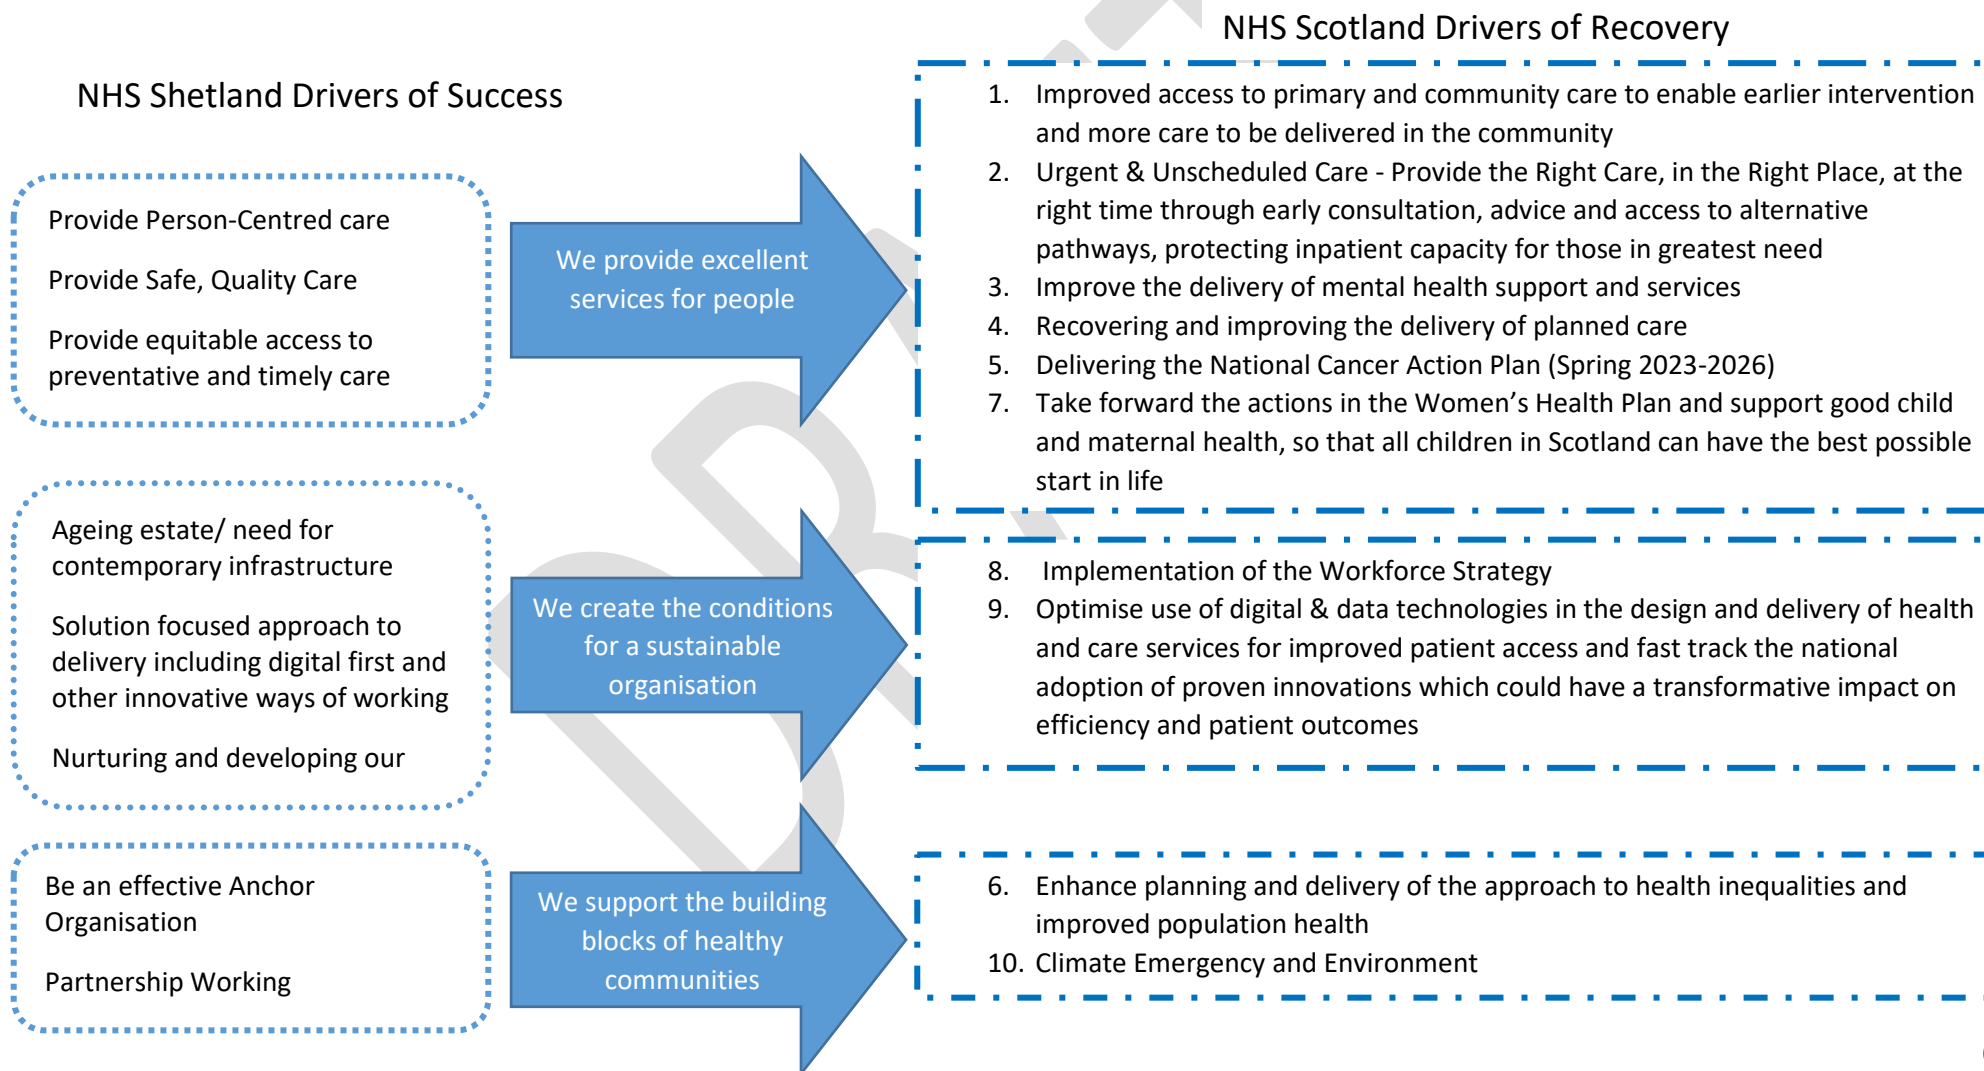 NHS Scotland Drivers of Recovery
NHS Shetland Drivers of Success
Provide Person-Centred care
Provide Safe, Quality Care
Provide equitable access to
preventative and timely care
We provide excellent
services for people
1. Improved access to primary and community care to enable earlier intervention
and more care to be delivered in the community
2. Urgent & Unscheduled Care - Provide the Right Care, in the Right Place, at the
right time through early consultation, advice and access to alternative
pathways, protecting inpatient capacity for those in greatest need
3. Improve the delivery of mental health support and services
4. Recovering and improving the delivery of planned care
5. Delivering the National Cancer Action Plan (Spring 2023-2026)
7. Take forward the actions in the Women’s Health Plan and support good child
and maternal health, so that all children in Scotland can have the best possible
start in life
Ageing estate/ need for
contemporary infrastructure
Solution focused approach to
delivery including digital first and
other innovative ways of working
Nurturing and developing our
We create the conditions
for a sustainable
organisation
8. Implementation of the Workforce Strategy
9. Optimise use of digital & data technologies in the design and delivery of health
and care services for improved patient access and fast track the national
adoption of proven innovations which could have a transformative impact on
efficiency and patient outcomes
Be an effective Anchor
Organisation
Partnership Working
We support the building
blocks of healthy
communities
6. Enhance planning and delivery of the approach to health inequalities and
improved population health
10. Climate Emergency and Environment